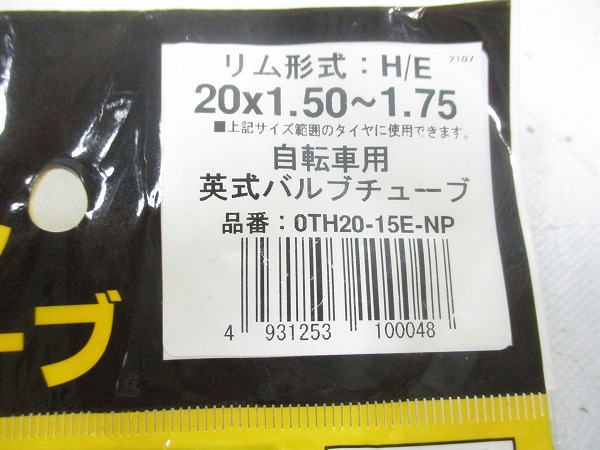 リム形式：H/E
2107
20x1.50~1.75
■上記サイズ範囲のタイヤに使用できます。
自転車用
英式バルブチューブ
品番：0TH20-15E-NP
4 931253 100048
ーブ